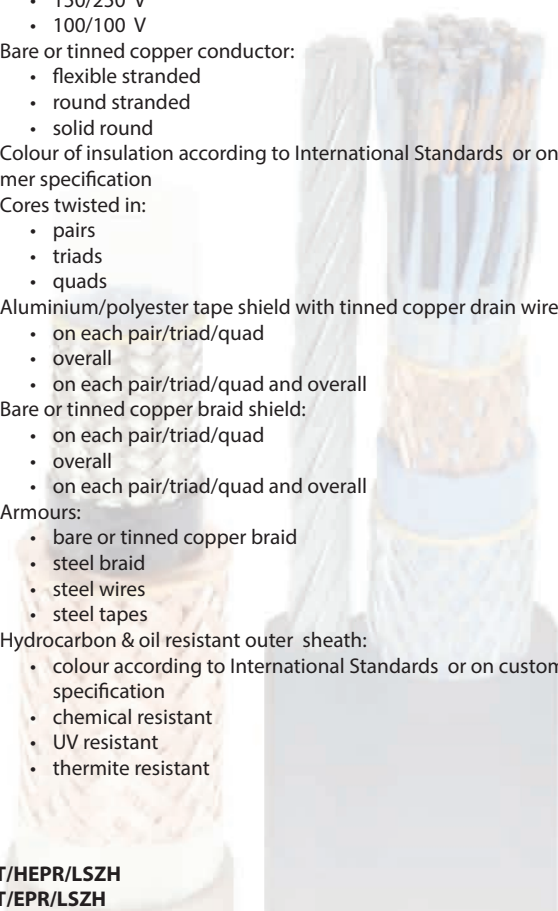 • 150/250 V
• 100/100 V
Bare or tinned copper conductor:
• flexible stranded
• round stranded
• solid round
Colour of insulation according to International Standards or on
mer specification
Cores twisted in:
• pairs
• triads
• quads
Aluminium/polyester tape shield with tinned copper drain wire
• on each pair/triad/quad
• overall
• on each pair/triad/quad and overall
Bare or tinned copper braid shield:
• on each pair/triad/quad
• overall
• on each pair/triad/quad and overall
Armours:
• bare or tinned copper braid
• steel braid
• steel wires
• steel tapes
Hydrocarbon & oil resistant outer sheath:
• colour according to International Standards or on custom
specification
• chemical resistant
• UV resistant
• thermite resistant
T/HEPR/LSZH
T/EPR/LSZH